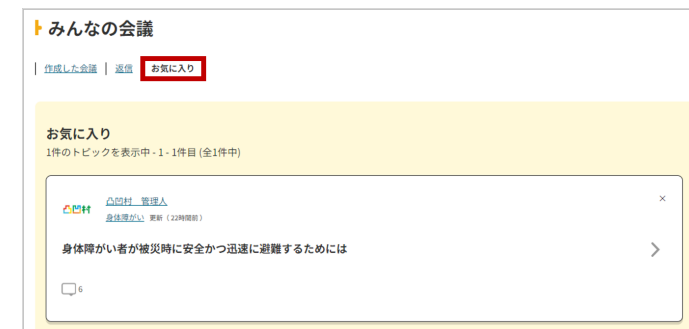 みんなの会議
作成した会議 返信 お気に入り
お気に入り
1件のトピックを表示中 - 1 - 1件目 (全1件中)
凸凹村 凸凹村 管理人
×
身体障がい 更新 ( 22時間前 )
身体障がい者が被災時に安全かつ迅速に避難するためには
6